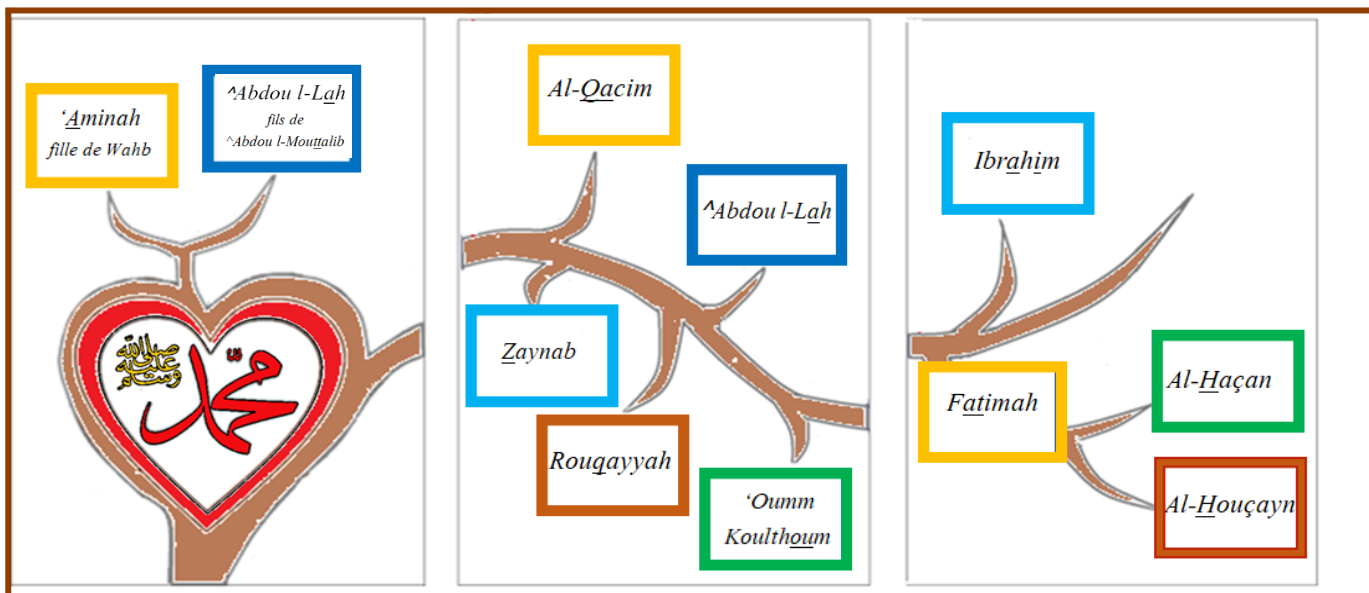 ‘Aminah
fille de Wahb
^Abdou l-Lah
fils de
^Abdou l-Mouttalib
صلى الله
عليه
وسلم
محمد
Al-Qacim
^Abdou l-Lah
Zaynab
Rouqayyah
‘Oumm
Koulthoum
Ibrahim
Fatimah
Al-Haçan
Al-Houçayn